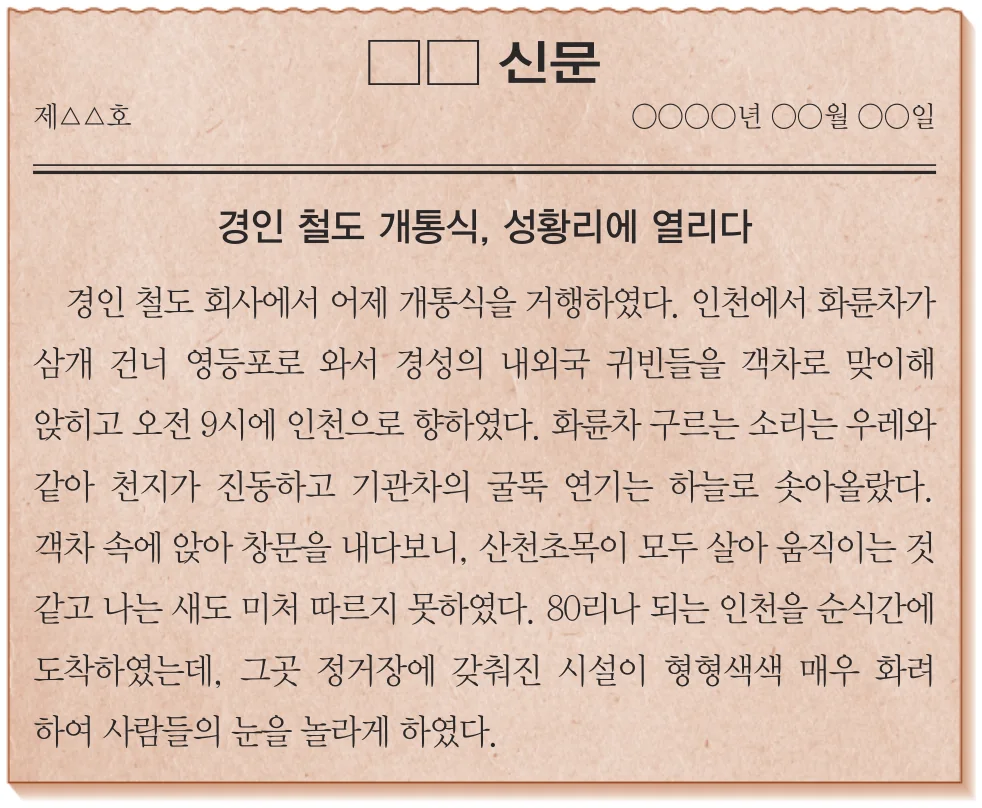 □□ 신문
제△△호 ○○○○년 ○○월 ○○일
경인 철도 개통식, 성황리에 열리다
경인 철도 회사에서 어제 개통식을 거행하였다. 인천에서 화륜차가
삼개 건너 영등포로 와서 경성의 내외국 귀빈들을 객차로 맞이해
앉히고 오전 9시에 인천으로 향하였다. 화륜차 구르는 소리는 우레와
같아 천지가 진동하고 기관차의 굴뚝 연기는 하늘로 솟아올랐다.
객차 속에 앉아 창문을 내다보니, 산천초목이 모두 살아 움직이는 것
같고 나는 새도 미처 따르지 못하였다. 80리나 되는 인천을 순식간에
도착하였는데, 그곳 정거장에 갖춰진 시설이 형형색색 매우 화려
하여 사람들의 눈을 놀라게 하였다.